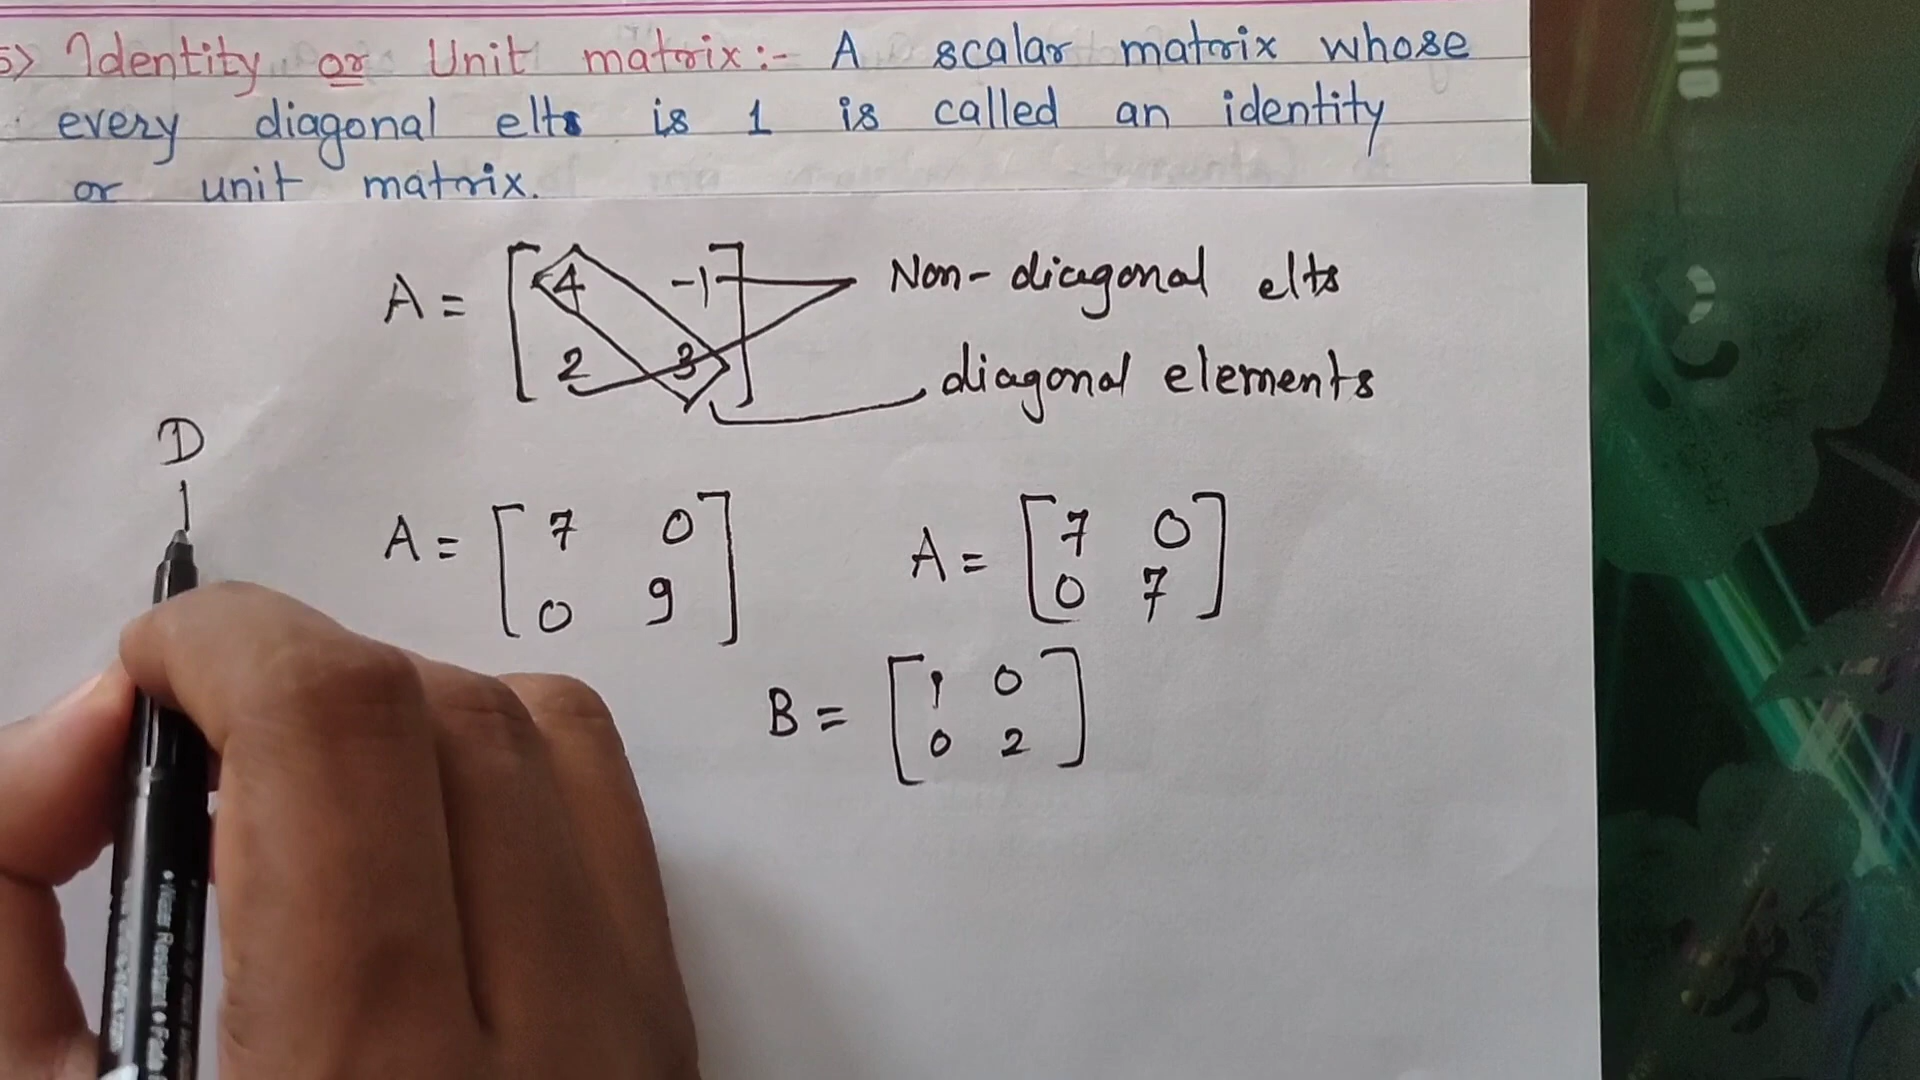 5) Identity or Unit matrix:- A scalar matrix whose
every diagonal elts is 1 is called an identity
or unit matrix.
A = [4 -1
2 3]
Non-diagonal elts
diagonal elements
D
A = [7 0
0 9]
A = [7 0
0 7]
B = [1 0
0 2]